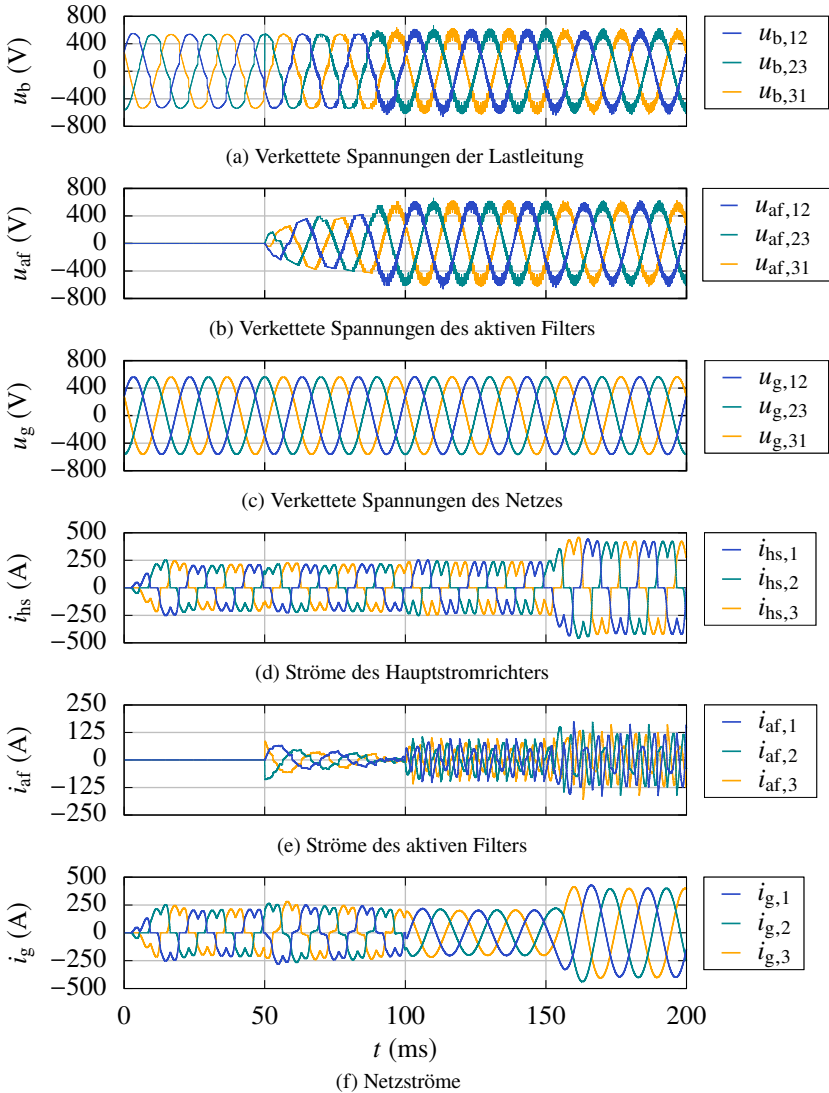 800
400
0
−400
−800
u_b (V)
u_b,12
u_b,23
u_b,31
(a) Verkettete Spannungen der Lastleitung
800
400
0
−400
−800
u_af (V)
u_af,12
u_af,23
u_af,31
(b) Verkettete Spannungen des aktiven Filters
800
400
0
−400
−800
u_g (V)
u_g,12
u_g,23
u_g,31
(c) Verkettete Spannungen des Netzes
500
250
0
−250
−500
i_hs (A)
i_hs,1
i_hs,2
i_hs,3
(d) Ströme des Hauptstromrichters
250
125
0
−125
−250
i_af (A)
i_af,1
i_af,2
i_af,3
(e) Ströme des aktiven Filters
500
250
0
−250
−500
i_g (A)
i_g,1
i_g,2
i_g,3
0 50 100 150 200
t (ms)
(f) Netzströme